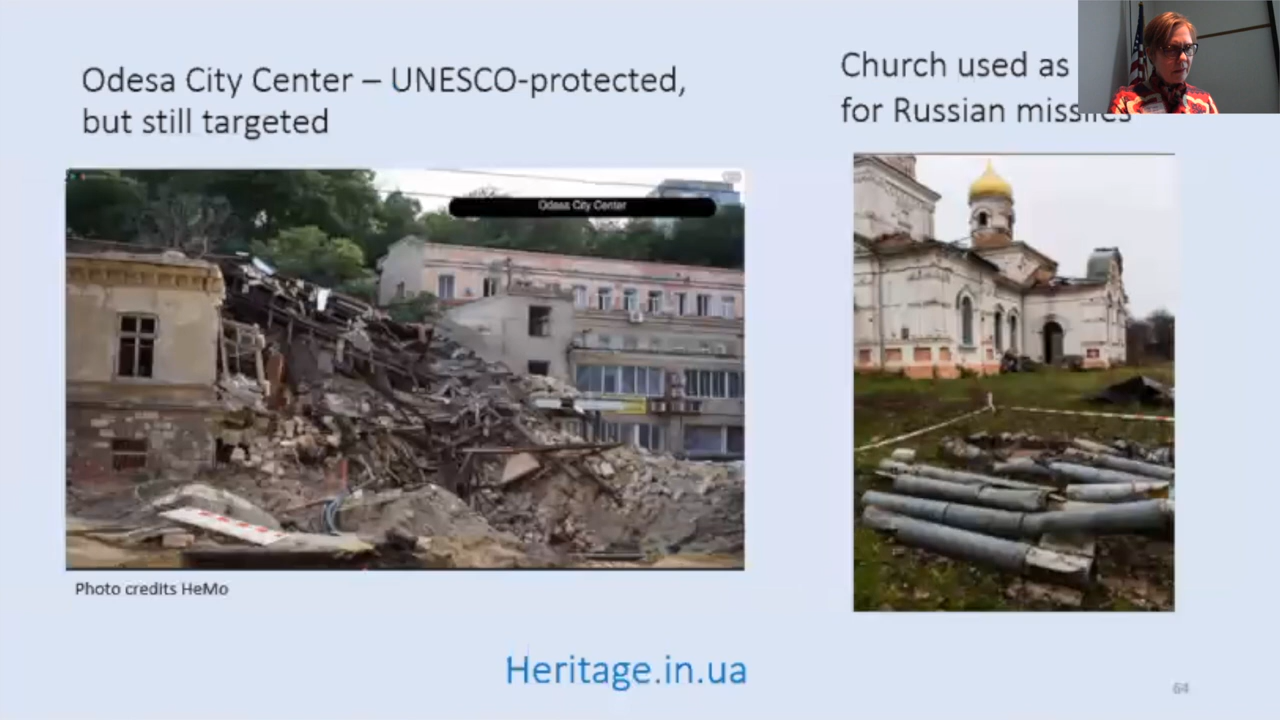 Odesa City Center – UNESCO-protected,
but still targeted
Church used as
for Russian missiles
Odesa City Center
Photo credits HeMo
Heritage.in.ua
64